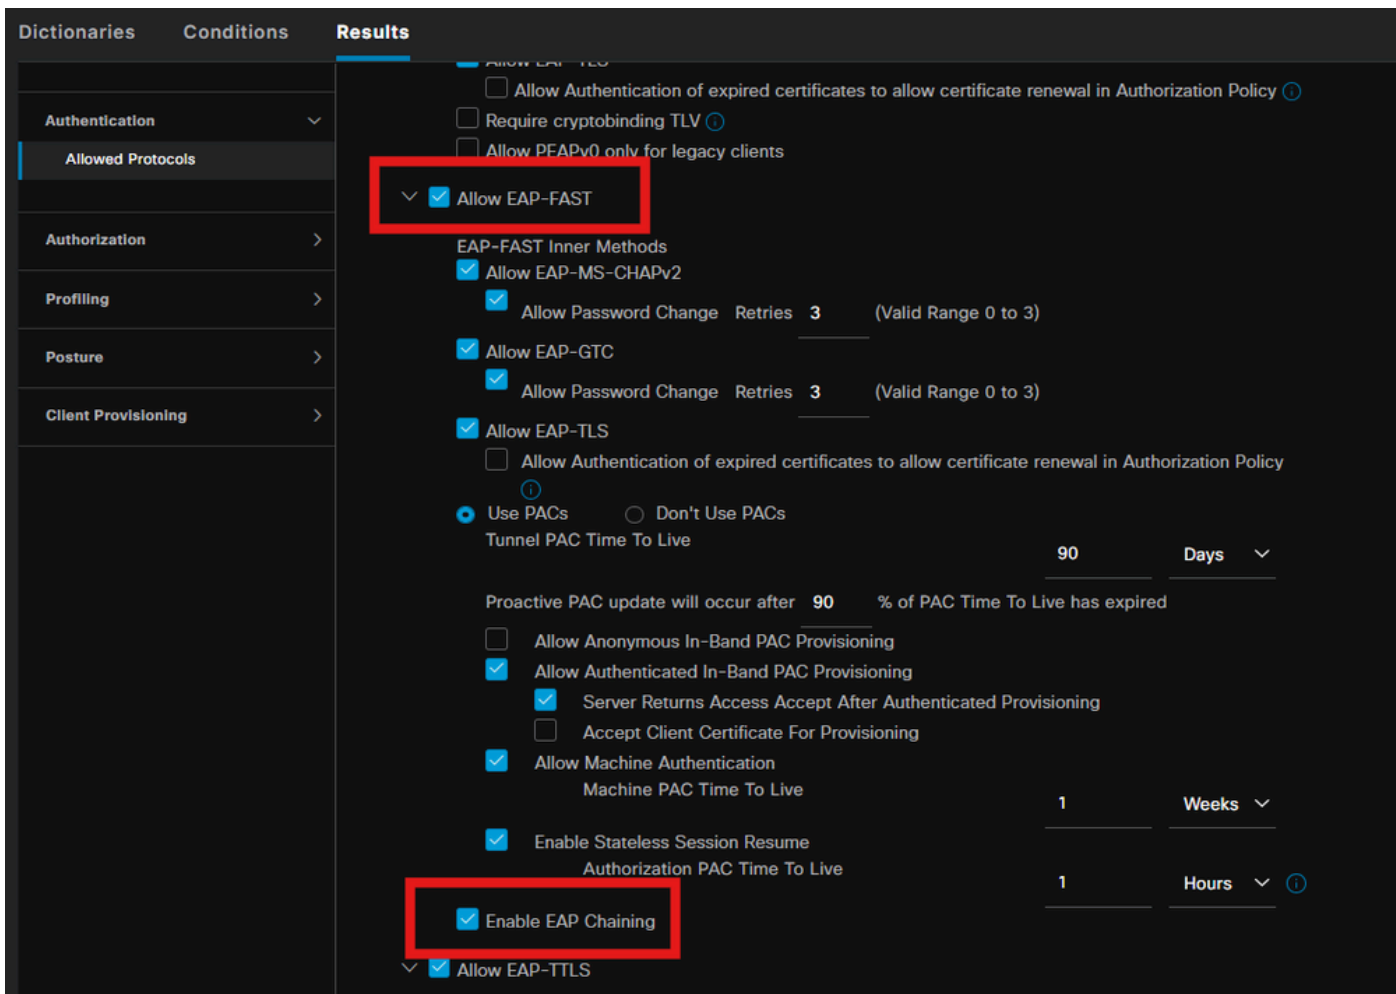 Dictionaries Conditions Results
Allow EAP-TLS
Allow Authentication of expired certificates to allow certificate renewal in Authorization Policy
Authentication
Require cryptobinding TLV
Allowed Protocols
Allow PEAPv0 only for legacy clients
Allow EAP-FAST
Authorization
EAP-FAST Inner Methods
Allow EAP-MS-CHAPv2
Profiling
Allow Password Change Retries 3 (Valid Range 0 to 3)
Posture
Allow EAP-GTC
Allow Password Change Retries 3 (Valid Range 0 to 3)
Client Provisioning
Allow EAP-TLS
Allow Authentication of expired certificates to allow certificate renewal in Authorization Policy
Use PACs Don't Use PACs
Tunnel PAC Time To Live 90 Days
Proactive PAC update will occur after 90 % of PAC Time To Live has expired
Allow Anonymous In-Band PAC Provisioning
Allow Authenticated In-Band PAC Provisioning
Server Returns Access Accept After Authenticated Provisioning
Accept Client Certificate For Provisioning
Allow Machine Authentication
Machine PAC Time To Live 1 Weeks
Enable Stateless Session Resume
Authorization PAC Time To Live 1 Hours
Enable EAP Chaining
Allow EAP-TTLS